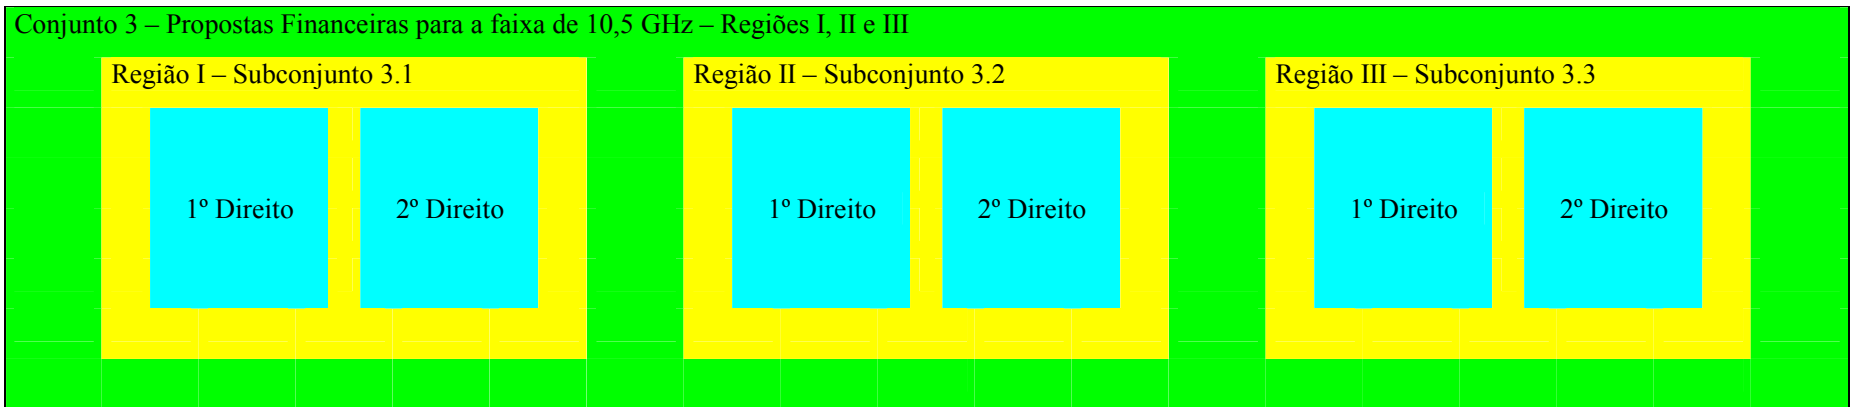 Conjunto 3 – Propostas Financeiras para a faixa de 10,5 GHz – Regiões I, II e III
Região I – Subconjunto 3.1
1º Direito
2º Direito
Região II – Subconjunto 3.2
1º Direito
2º Direito
Região III – Subconjunto 3.3
1º Direito
2º Direito